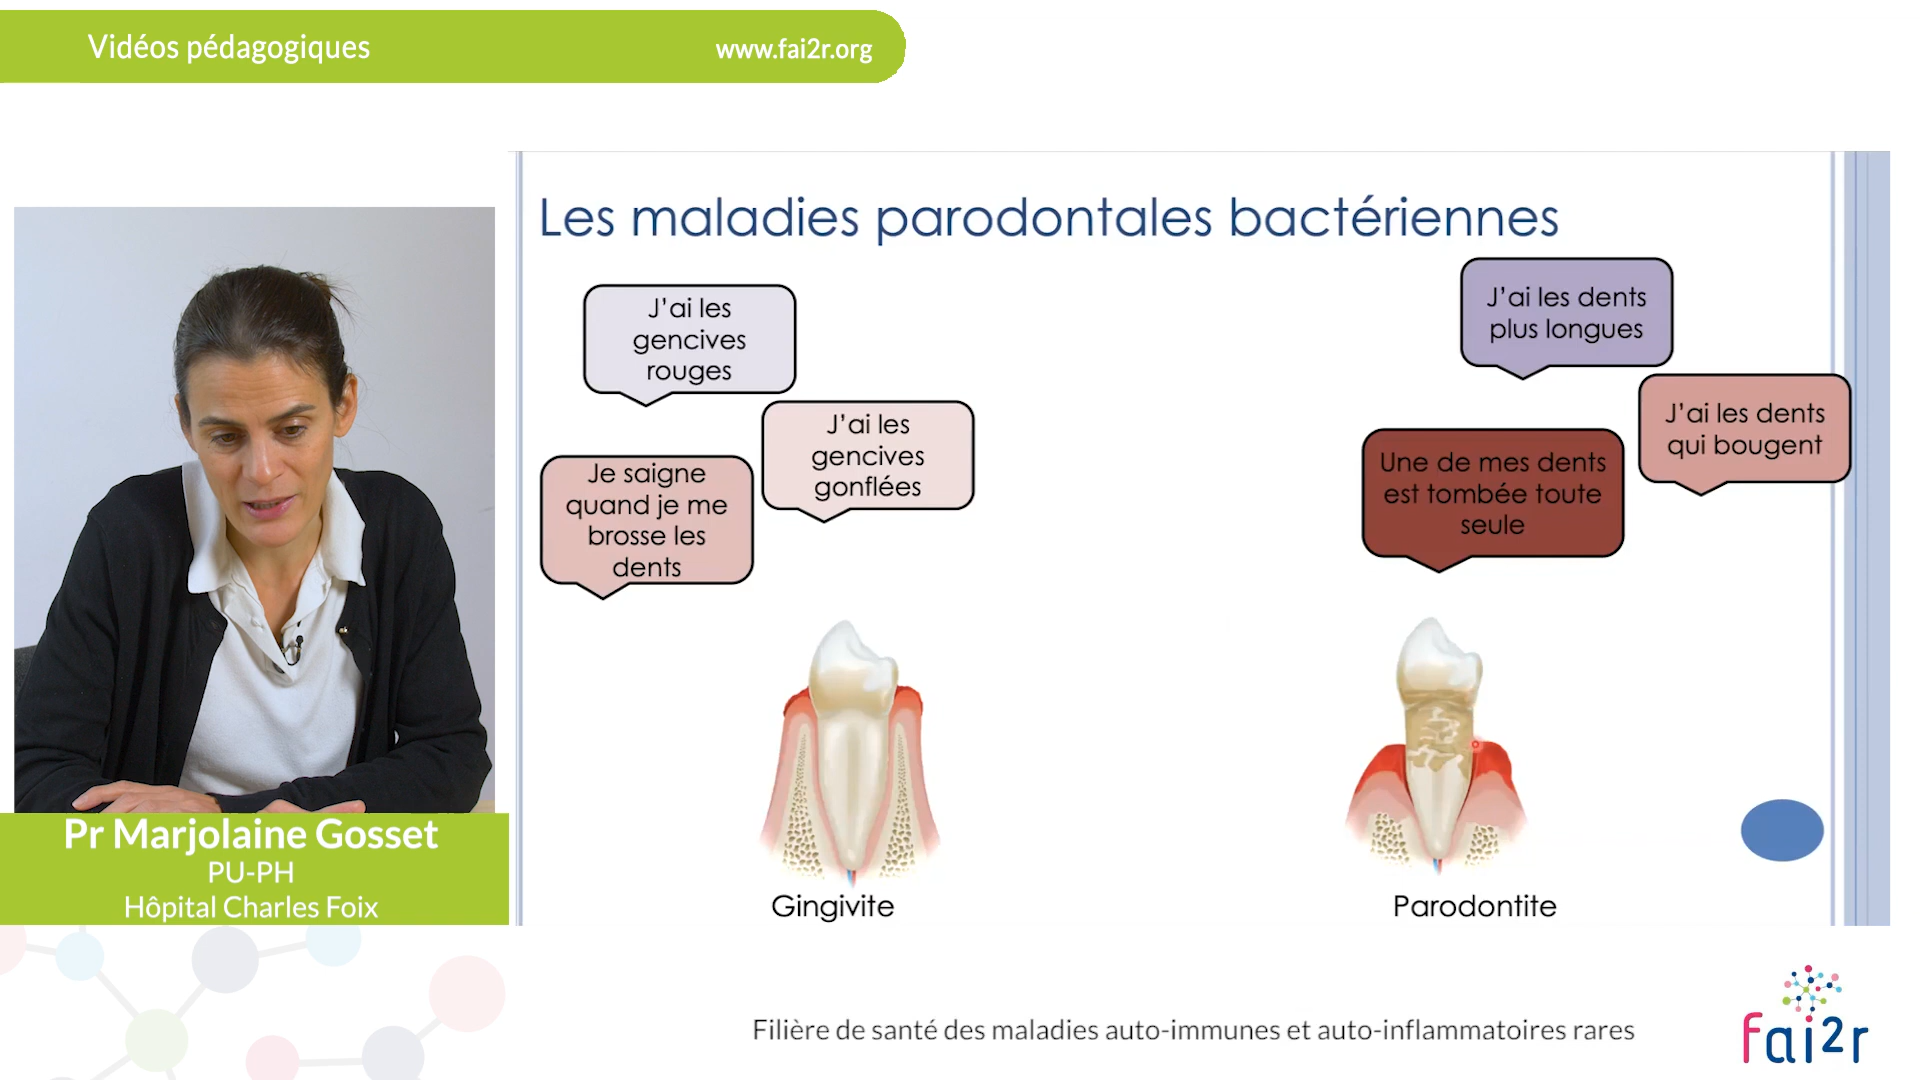 Vidéos pédagogiques
www.fai2r.org
Les maladies parodontales bactériennes
J'ai les
gencives
rouges
J'ai les
gencives
gonflées
Je saigne
quand je me
brosse les
dents
J'ai les dents
plus longues
J'ai les dents
qui bougent
Une de mes dents
est tombée toute
seule
Gingivite
Parodontite
Pr Marjolaine Gosset
PU-PH
Hôpital Charles Foix
Filière de santé des maladies auto-immunes et auto-inflammatoires rares
fai2r